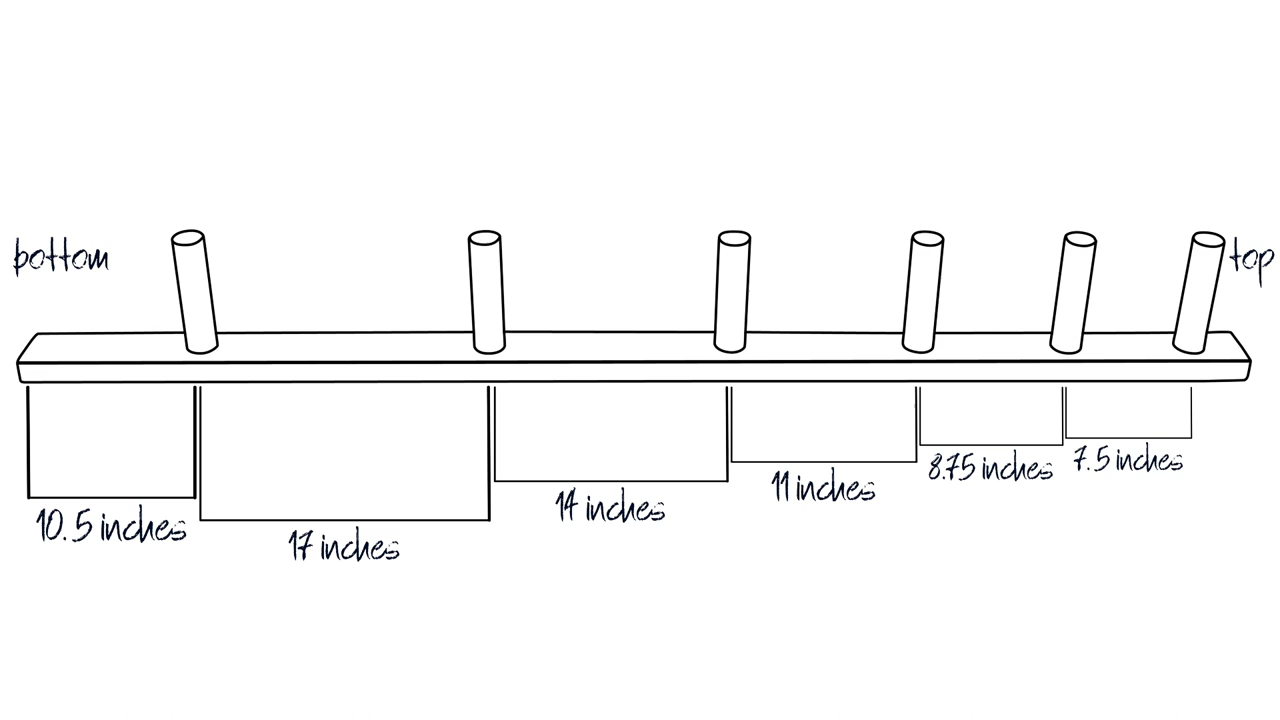 bottom
top
10.5 inches
17 inches
14 inches
11 inches
8.75 inches
7.5 inches